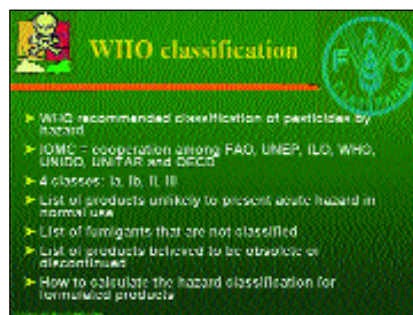 WHO classification
F A O
WHO recommended classification of pesticides by
hazard
IOMC = cooperation among FAO, UNEP, ILO, WHO,
UNIDO, UNITAR and OECD
4 classes: Ia, Ib, II, III
List of products unlikely to present acute hazard in
normal use
List of fumigants that are not classified
List of products believed to be obsolete or
discontinued
How to calculate the hazard classification for
formulated products